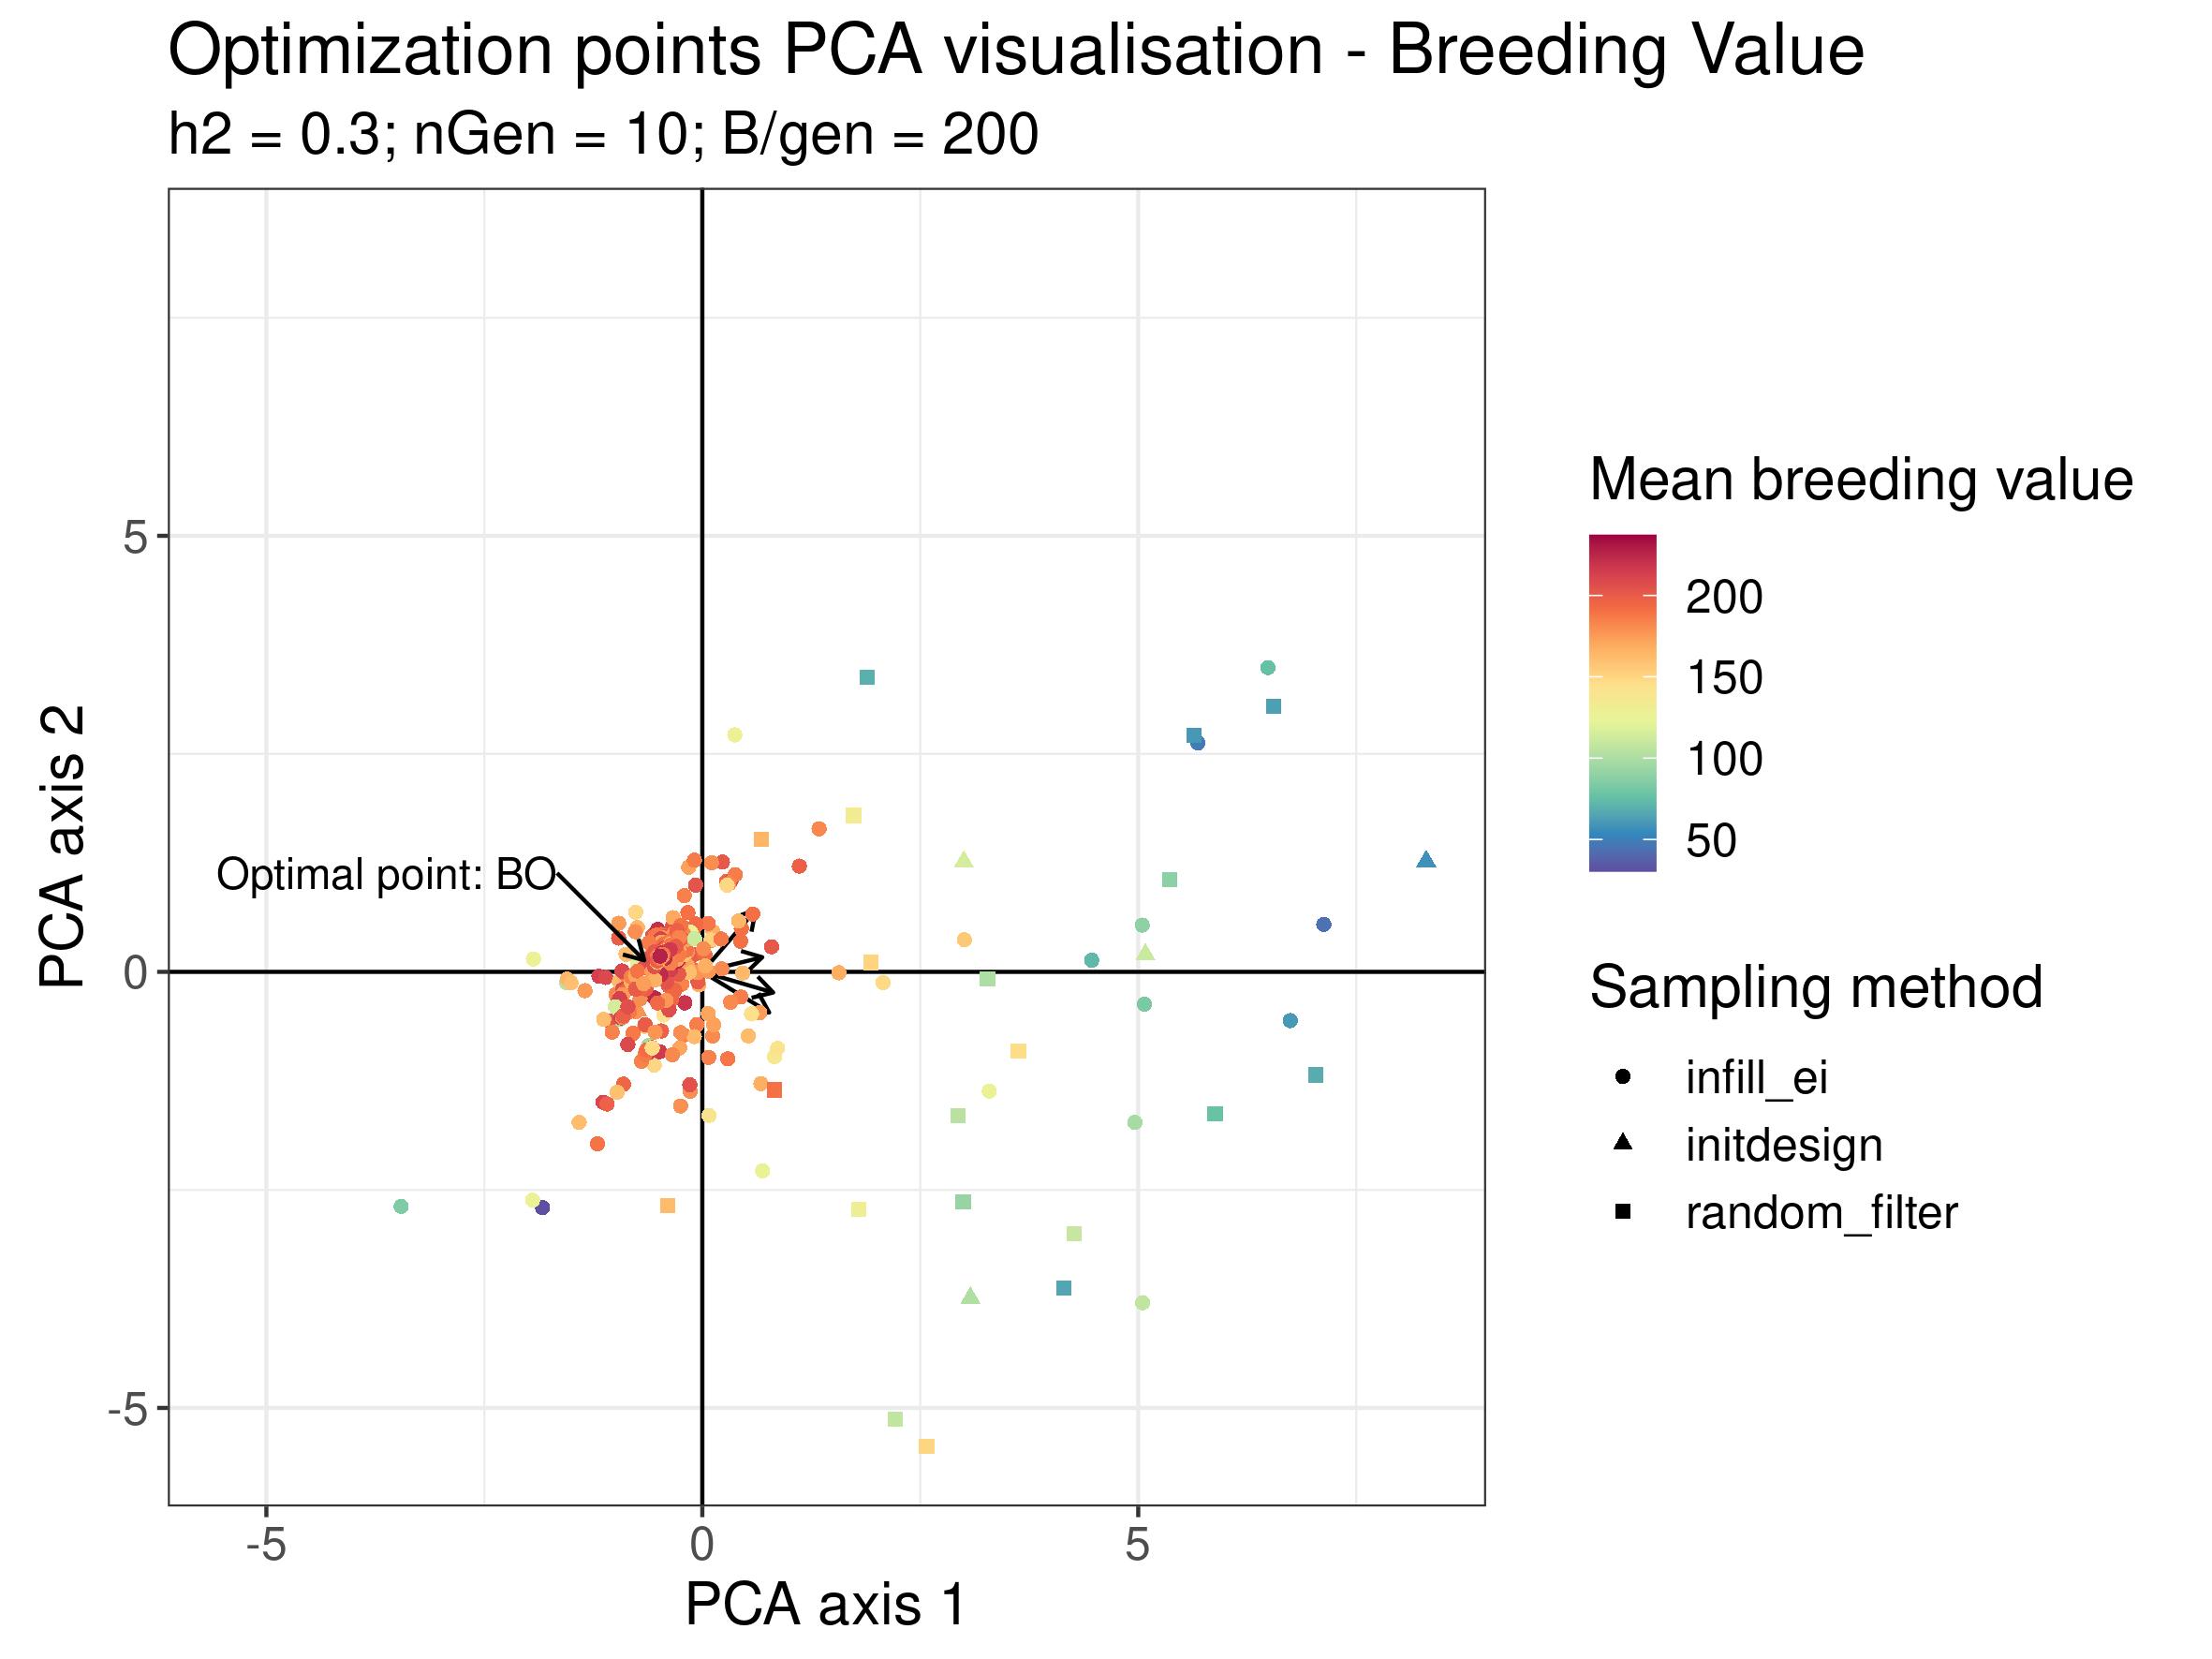 Optimization points PCA visualisation - Breeding Value
h2 = 0.3; nGen = 10; B/gen = 200
PCA axis 2
5
0
-5
Optimal point: BO
-5
0
5
PCA axis 1
Mean breeding value
200
150
100
50
Sampling method
infill_ei
initdesign
random_filter